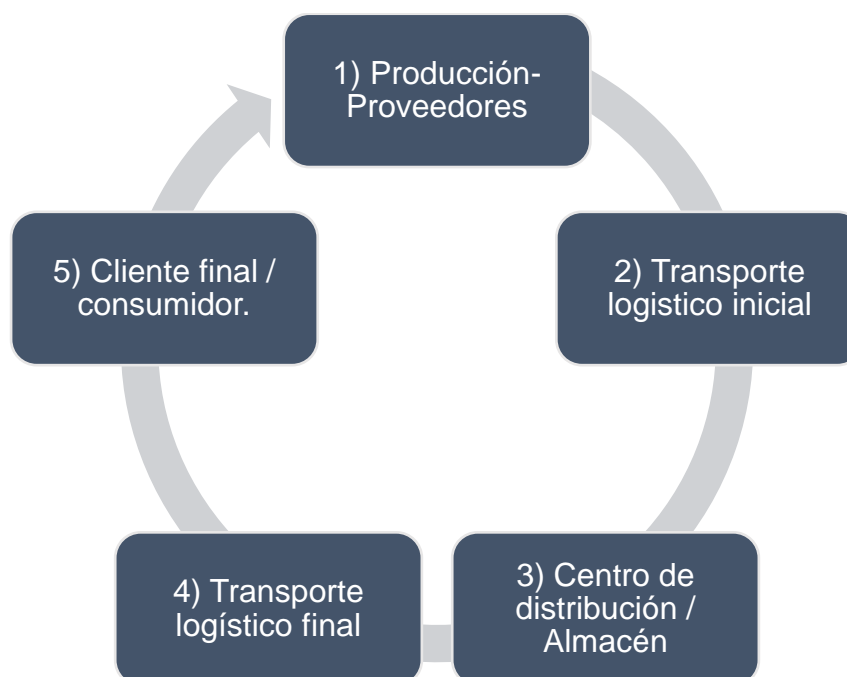 1) Producción-
Proveedores
2) Transporte
logistico inicial
3) Centro de
distribución /
Almacén
4) Transporte
logístico final
5) Cliente final /
consumidor.